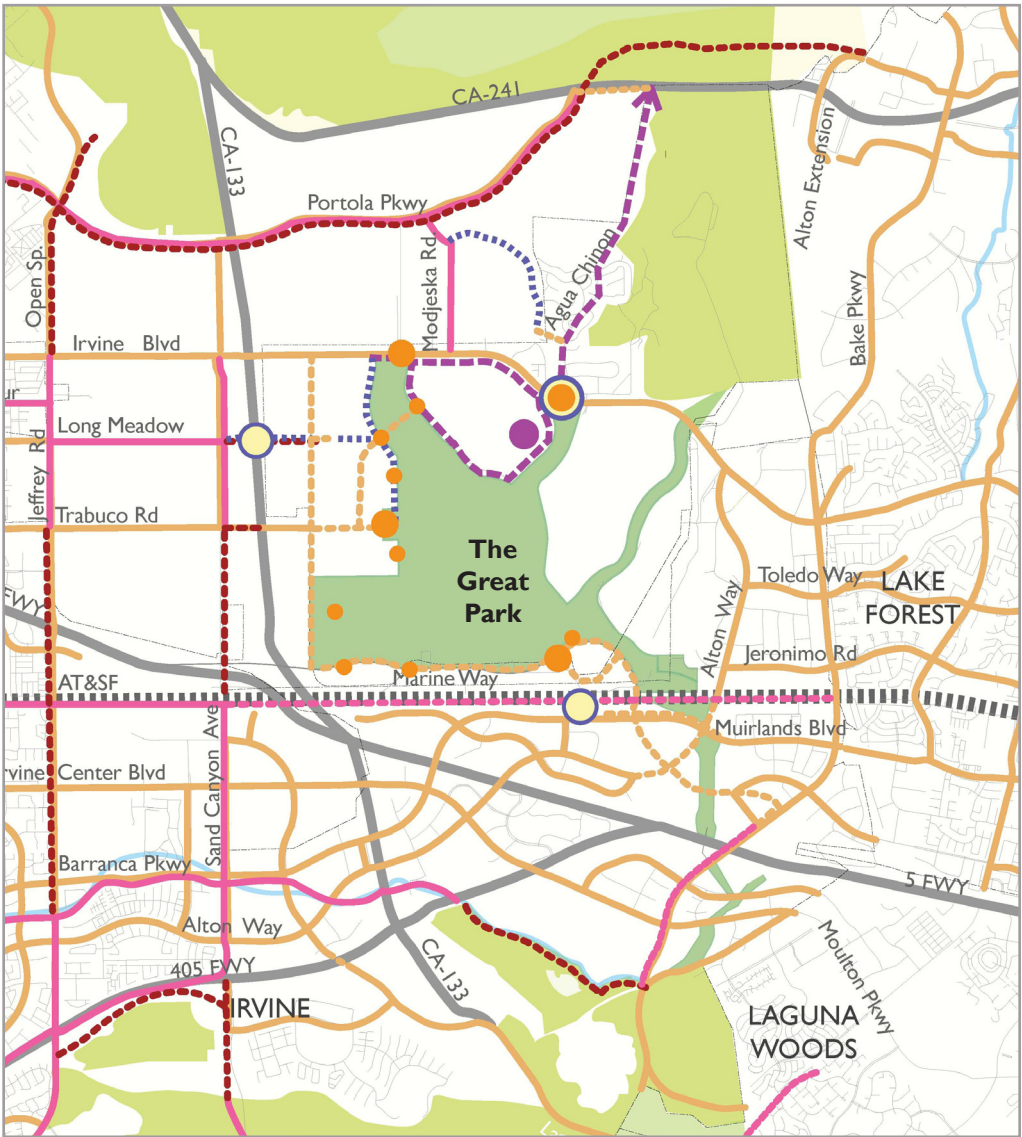 CA-241
CA-133
Alton Extension
Portola Pkwy
Open Sp.
Modjeska Rd
Agua Chinon
Bake Pkwy
Irvine Blvd
ur
Long Meadow
Jeffrey Rd
Trabuco Rd
The
Great
Park
Toledo Way
LAKE
FOREST
FWY
Alton Way
Jeronimo Rd
AT&SF
Marine Way
Muirlands Blvd
Sand Canyon Ave
rvine Center Blvd
Barranca Pkwy
5 FWY
Alton Way
CA-133
Moulton Pkwy
405 FWY
IRVINE
LAGUNA
WOODS